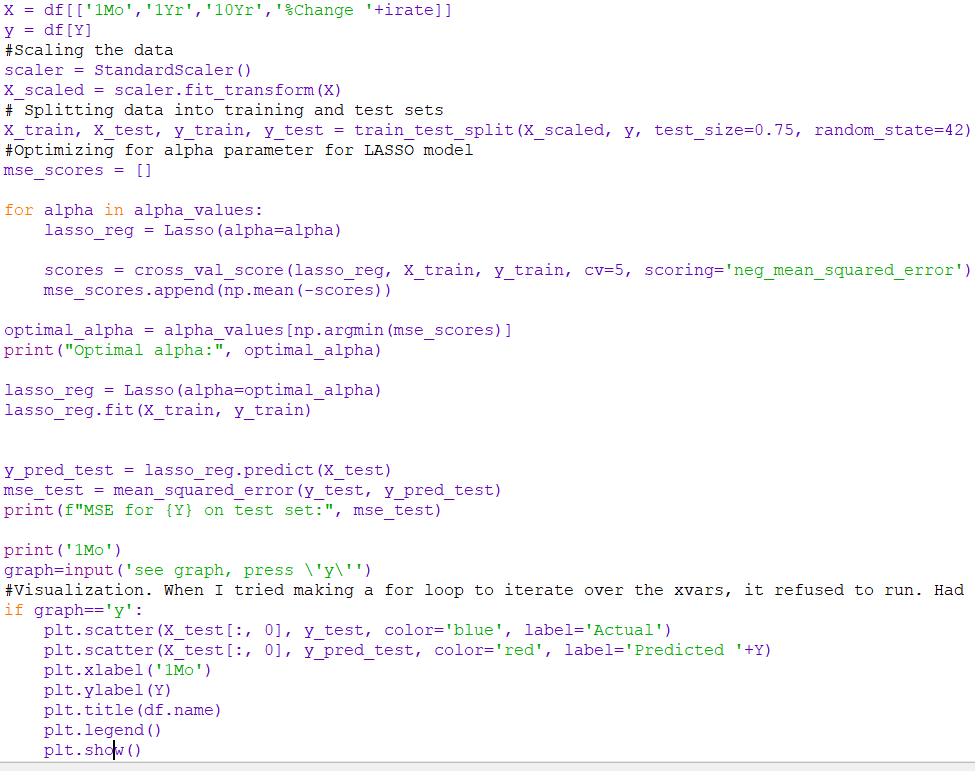 X = df[['1Mo','1Yr','10Yr','%Change '+irate]]
y = df[Y]
#Scaling the data
scaler = StandardScaler()
X_scaled = scaler.fit_transform(X)
# Splitting data into training and test sets
X_train, X_test, y_train, y_test = train_test_split(X_scaled, y, test_size=0.75, random_state=42)
#Optimizing for alpha parameter for LASSO model
mse_scores = []
for alpha in alpha_values:
    lasso_reg = Lasso(alpha=alpha)
    scores = cross_val_score(lasso_reg, X_train, y_train, cv=5, scoring='neg_mean_squared_error')
    mse_scores.append(np.mean(-scores))
optimal_alpha = alpha_values[np.argmin(mse_scores)]
print("Optimal alpha:", optimal_alpha)
lasso_reg = Lasso(alpha=optimal_alpha)
lasso_reg.fit(X_train, y_train)
y_pred_test = lasso_reg.predict(X_test)
mse_test = mean_squared_error(y_test, y_pred_test)
print(f"MSE for {Y} on test set:", mse_test)
print('1Mo')
graph=input('see graph, press \'y\'')
#Visualization. When I tried making a for loop to iterate over the xvars, it refused to run. Had
if graph=='y':
    plt.scatter(X_test[:, 0], y_test, color='blue', label='Actual')
    plt.scatter(X_test[:, 0], y_pred_test, color='red', label='Predicted '+Y)
    plt.xlabel('1Mo')
    plt.ylabel(Y)
    plt.title(df.name)
    plt.legend()
    plt.show()